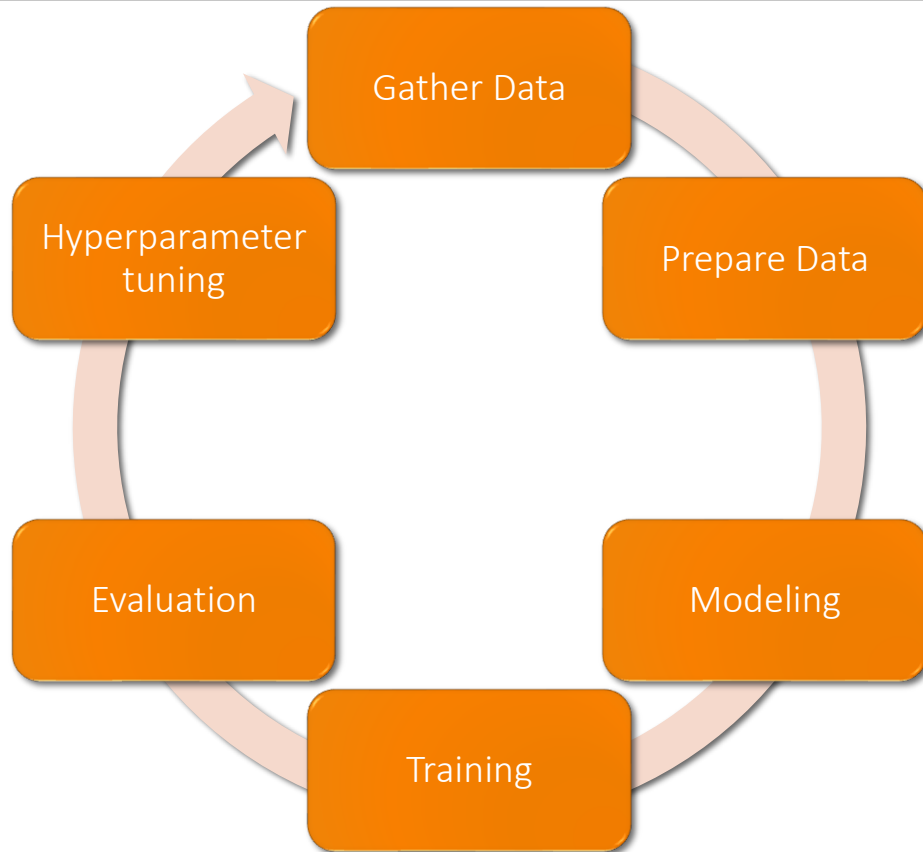 Gather Data
Prepare Data
Modeling
Training
Evaluation
Hyperparameter
tuning